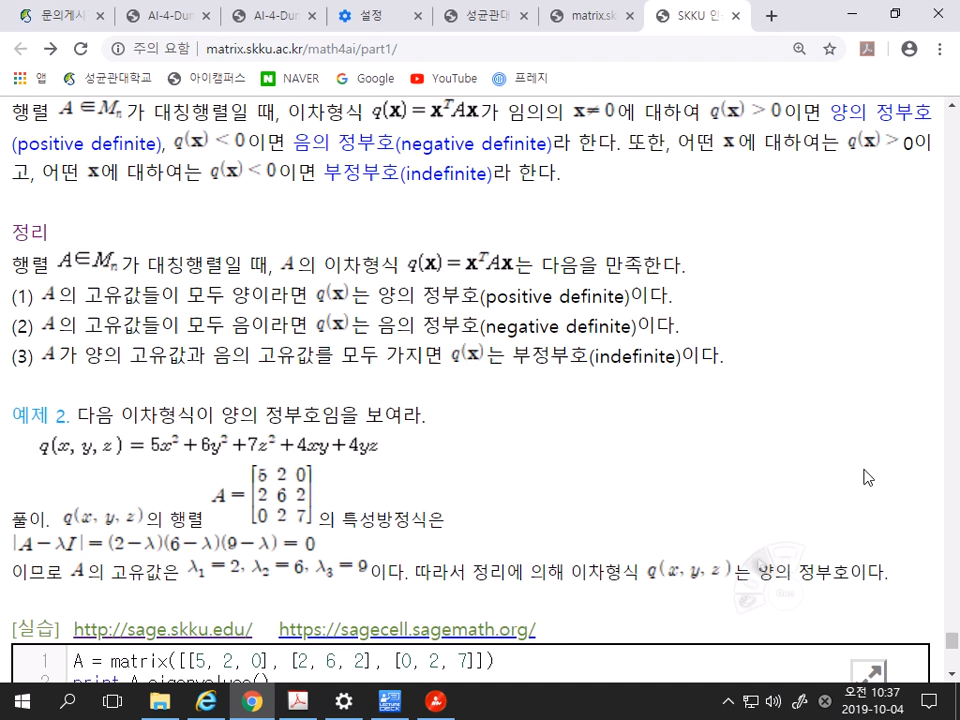 문의게시
AI-4-Dun
AI-4-Dun
설정
성균관대
matrix.sk
SKKU 인
주의 요함
matrix.skku.ac.kr/math4ai/part1/
앱
성균관대학교
아이캠퍼스
NAVER
Google
YouTube
프레지
행렬 A∈Mₙ가 대칭행렬일 때, 이차형식 q(x) = xᵀAx가 임의의 x≠0에 대하여 q(x) > 0이면 양의 정부호
(positive definite), q(x) < 0이면 음의 정부호(negative definite)라 한다. 또한, 어떤 x에 대하여는 q(x) > 0이
고, 어떤 x에 대하여는 q(x) < 0이면 부정부호(indefinite)라 한다.
정리
행렬 A∈Mₙ가 대칭행렬일 때, A의 이차형식 q(x) = xᵀAx는 다음을 만족한다.
(1) A의 고유값들이 모두 양이라면 q(x)는 양의 정부호(positive definite)이다.
(2) A의 고유값들이 모두 음이라면 q(x)는 음의 정부호(negative definite)이다.
(3) A가 양의 고유값과 음의 고유값를 모두 가지면 q(x)는 부정부호(indefinite)이다.
예제 2. 다음 이차형식이 양의 정부호임을 보여라.
q(x, y, z) = 5x²+6y²+7z²+4xy+4yz
풀이. q(x, y, z)의 행렬 A = [5 2 0; 2 6 2; 0 2 7]의 특성방정식은
|A−λI| = (2−λ)(6−λ)(9−λ) = 0
이므로 A의 고유값은 λ₁ = 2, λ₂ = 6, λ₃ = 9이다. 따라서 정리에 의해 이차형식 q(x, y, z)는 양의 정부호이다.
[실습] http://sage.skku.edu/ https://sagecell.sagemath.org/
1 A = matrix([[5, 2, 0], [2, 6, 2], [0, 2, 7]])
2 print A.eigenvalues()
오전 10:37
2019-10-04